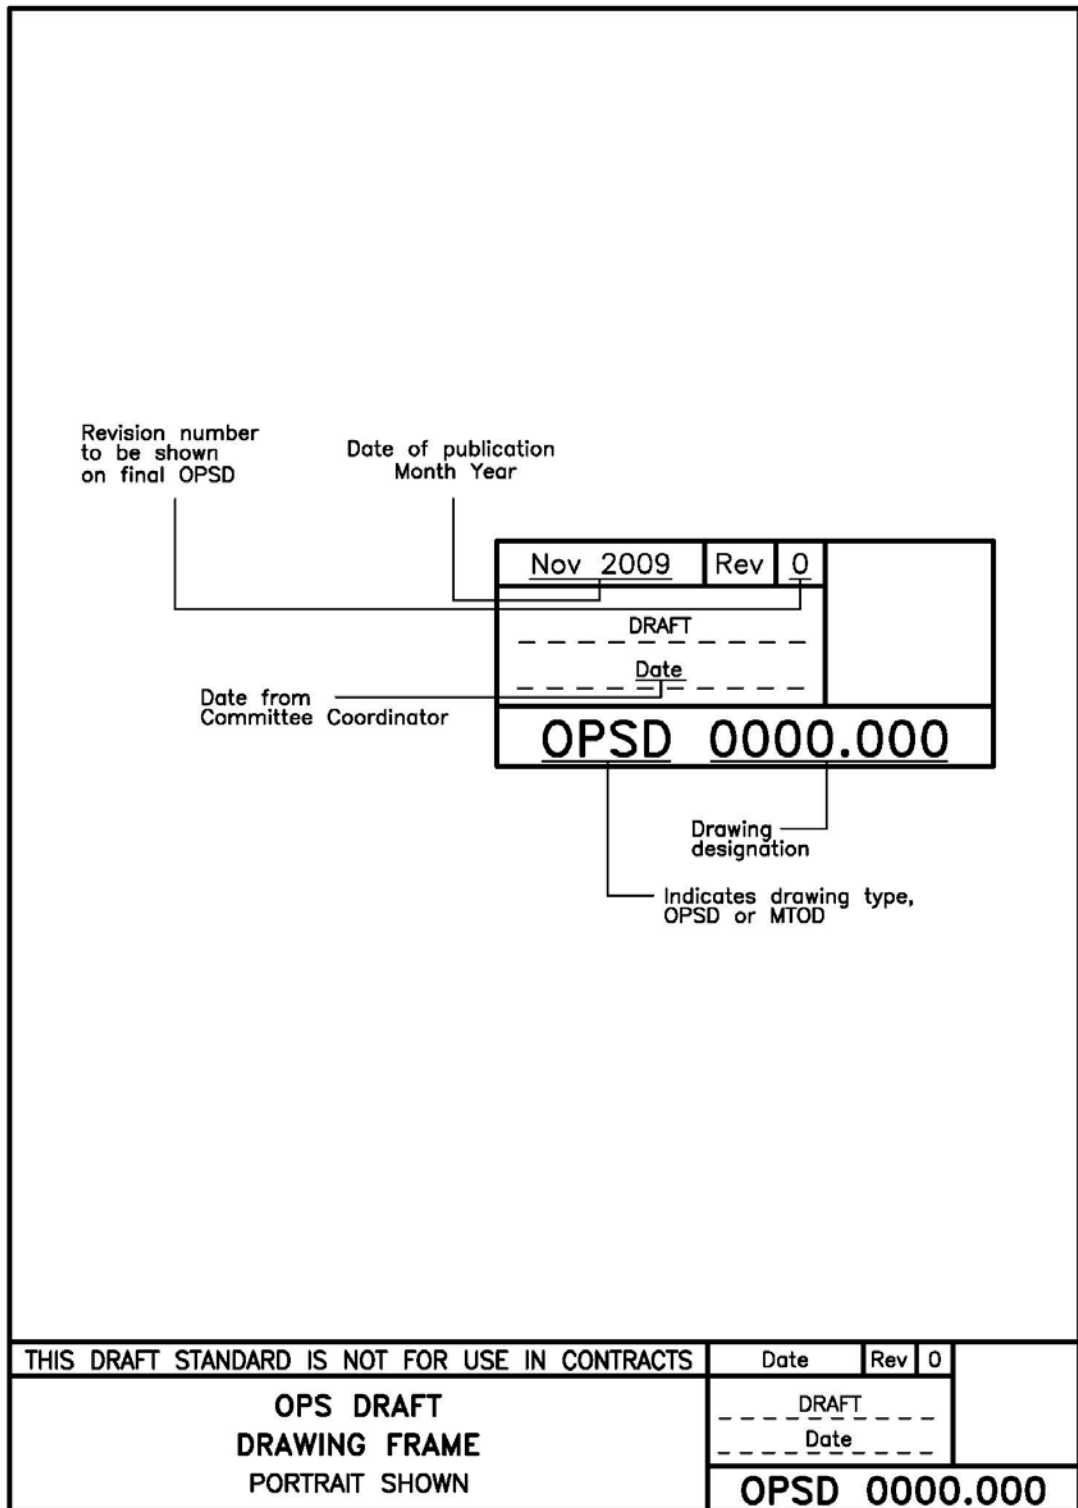 Revision number
to be shown
on final OPSD
Date of publication
Month Year
Nov 2009 Rev 0
DRAFT
Date
Date from
Committee Coordinator
OPSD 0000.000
Drawing
designation
Indicates drawing type,
OPSD or MTOD
THIS DRAFT STANDARD IS NOT FOR USE IN CONTRACTS
OPS DRAFT
DRAWING FRAME
PORTRAIT SHOWN
Date Rev 0
DRAFT
Date
OPSD 0000.000